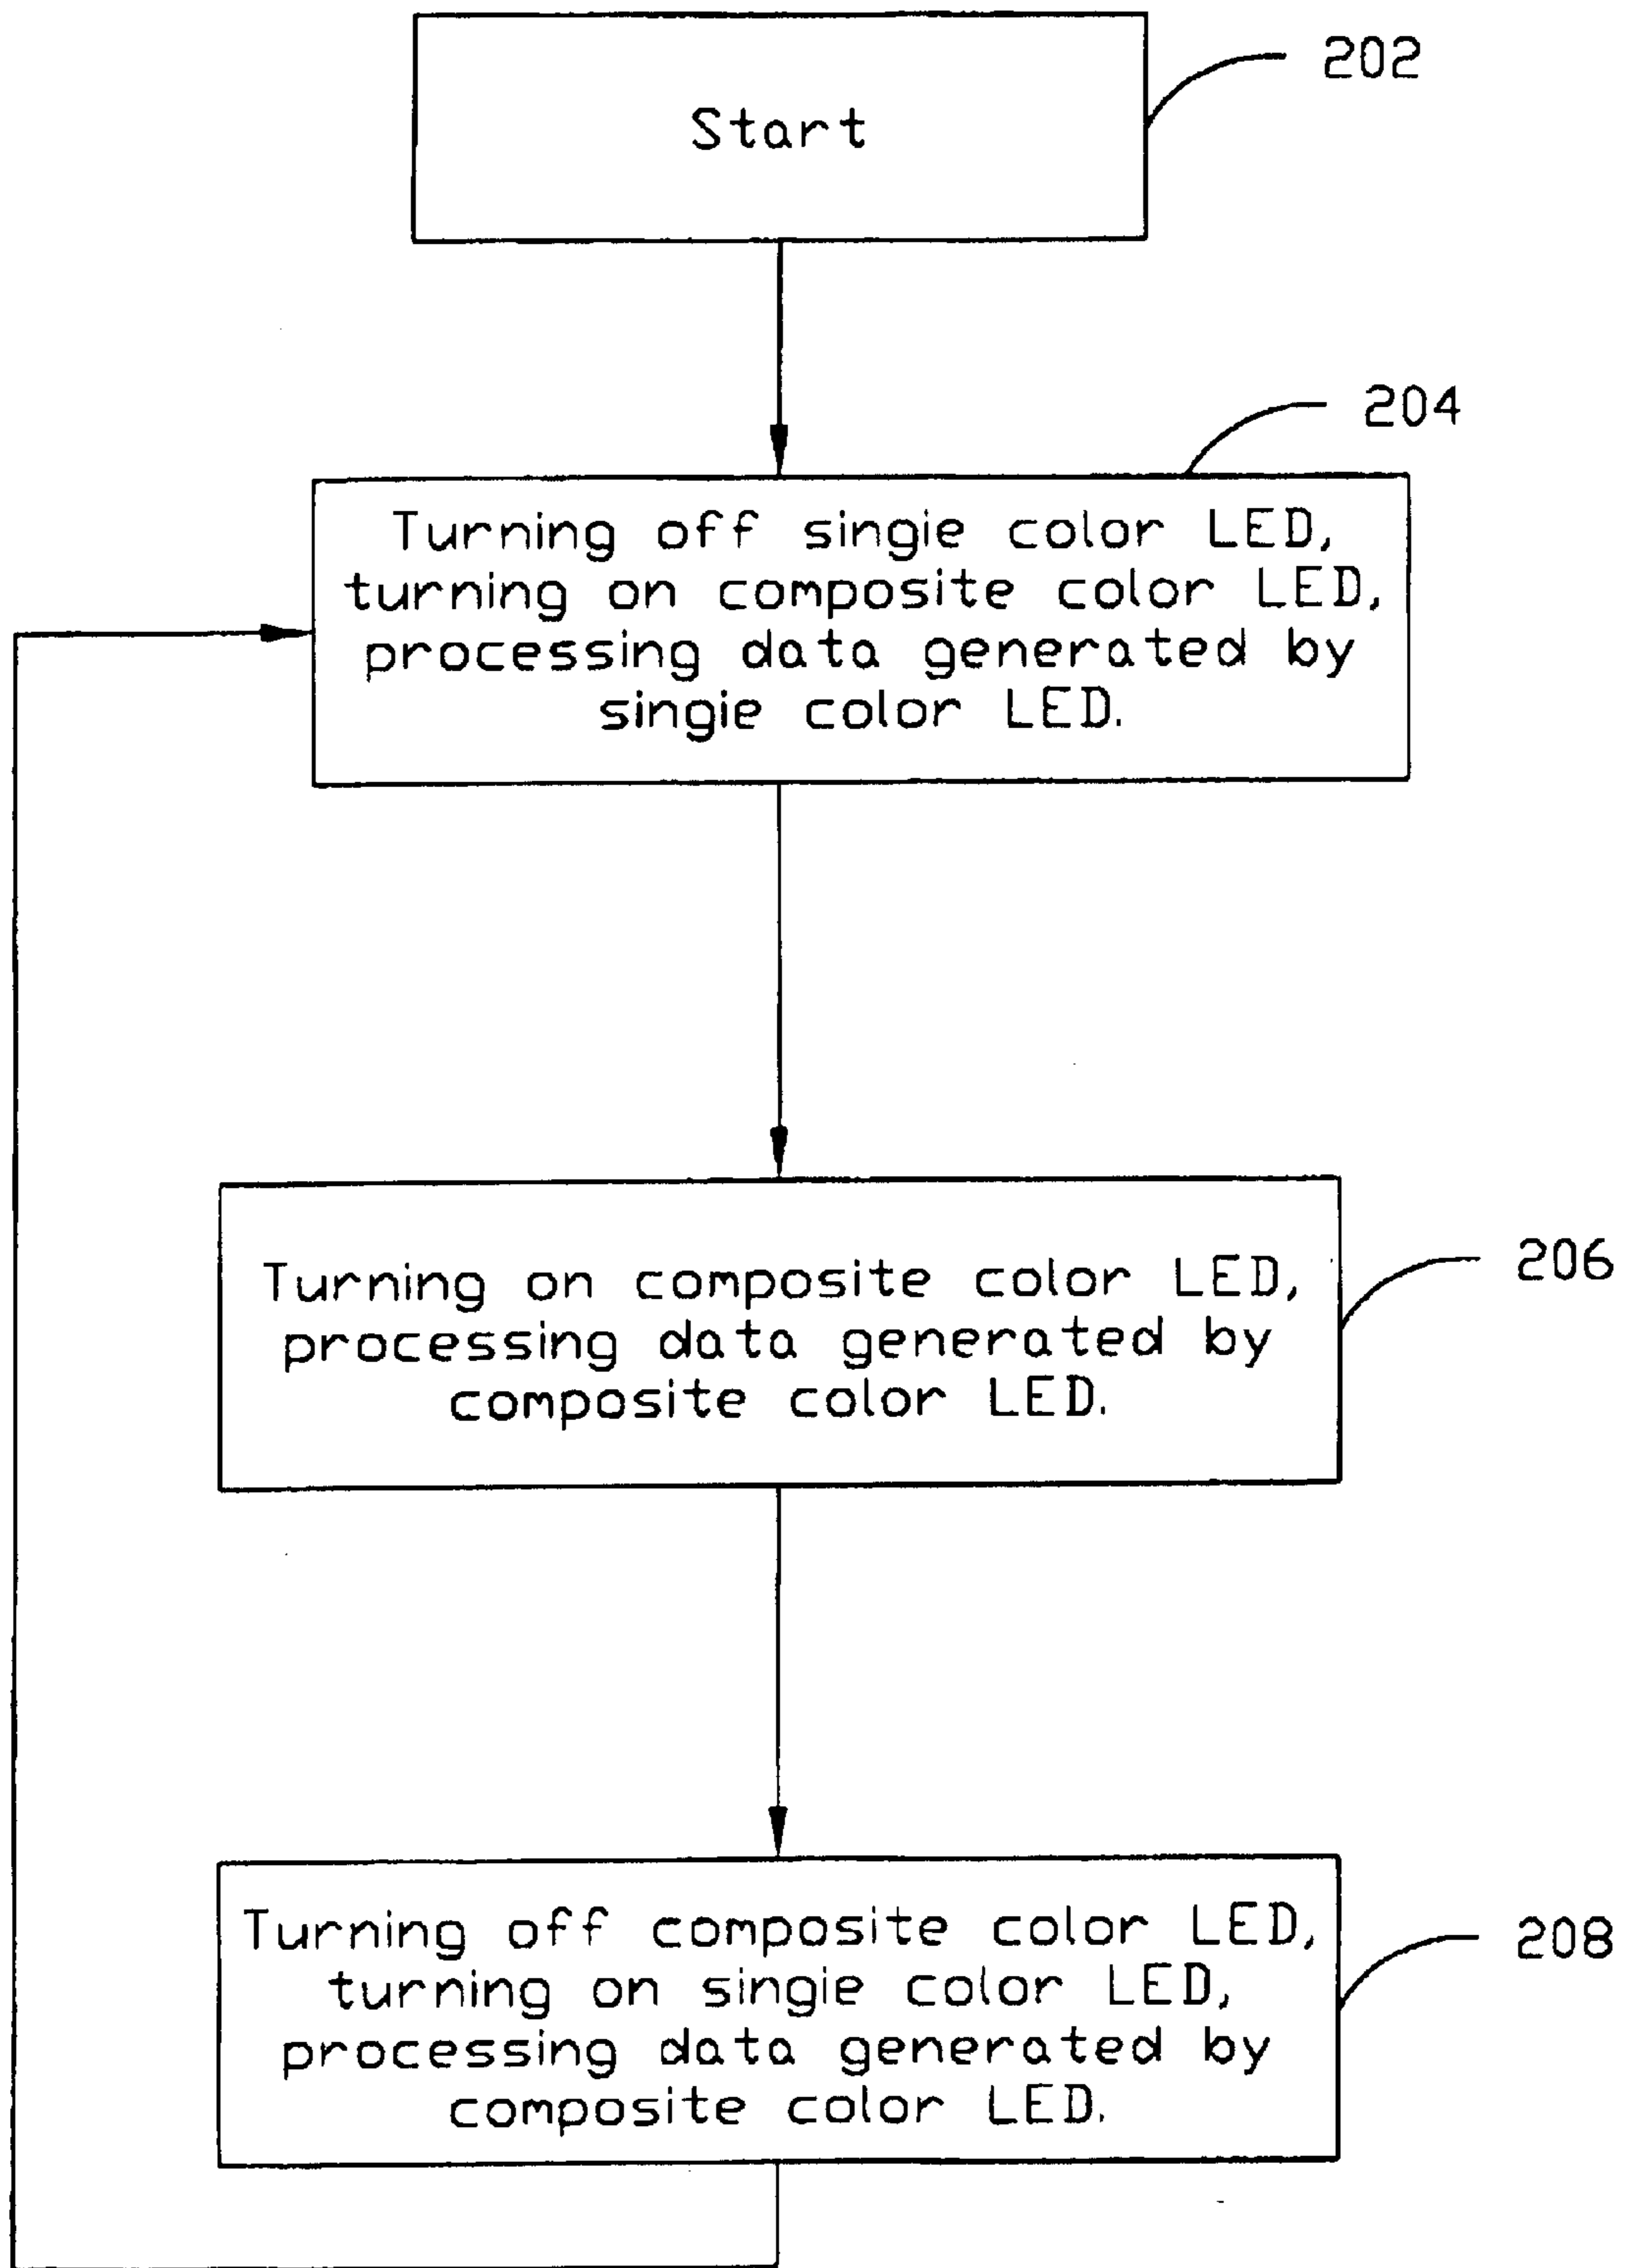 Start
202
204
Turning off singie color LED,
turning on composite color LED,
processing data generated by
singie color LED.
Turning on composite color LED,
processing data generated by
composite color LED.
206
Turning off composite color LED,
turning on singie color LED,
processing data generated by
composite color LED.
208